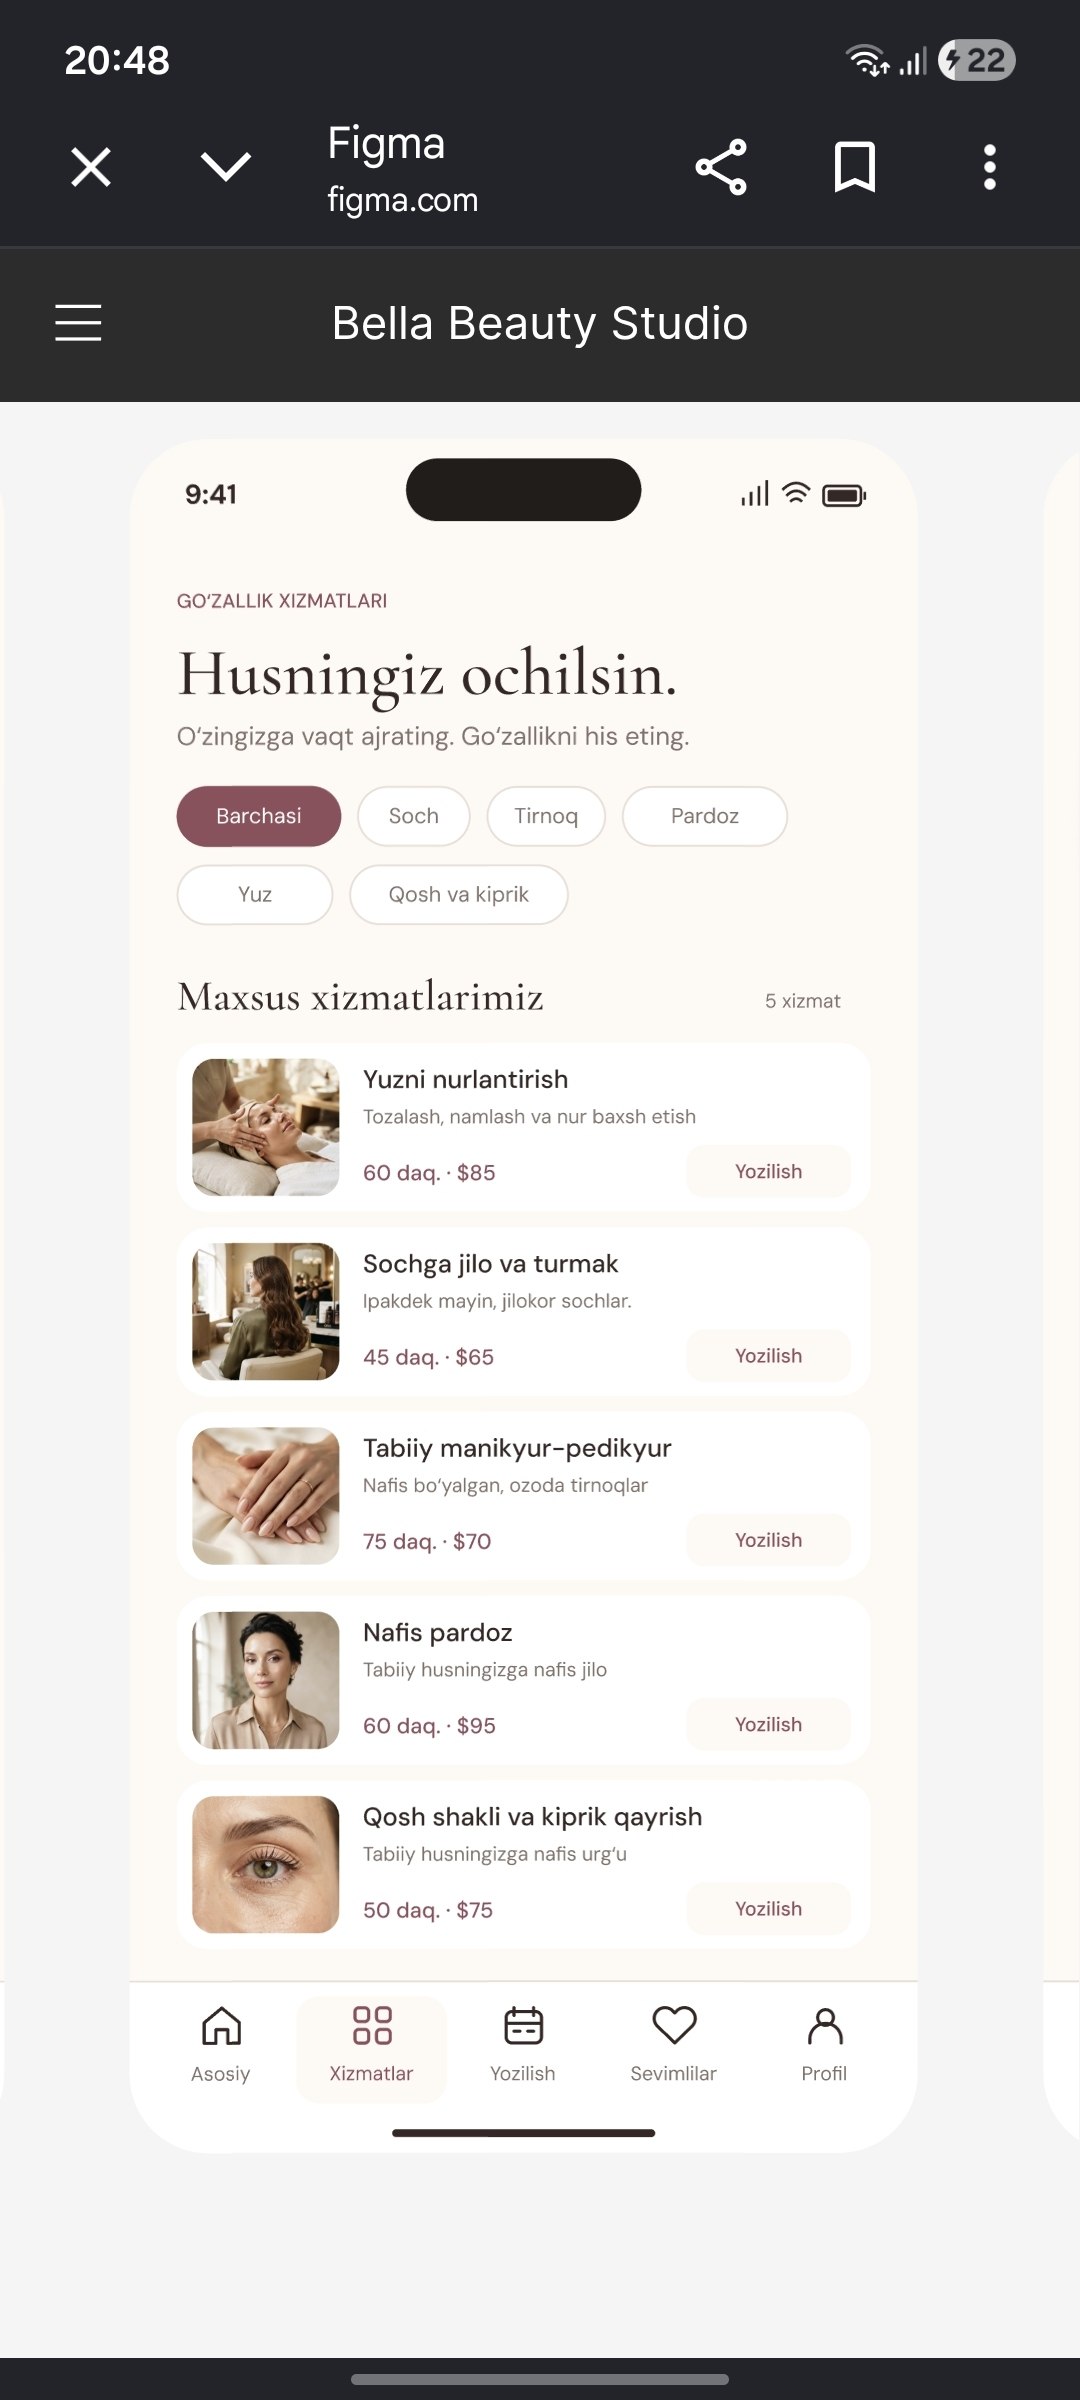 20:48
22
Figma
figma.com
Bella Beauty Studio
9:41
GO‘ZALLIK XIZMATLARI
Husningiz ochilsin.
O‘zingizga vaqt ajrating. Go‘zallikni his eting.
Barchasi Soch Tirnoq Pardoz
Yuz Qosh va kiprik
Maxsus xizmatlarimiz 5 xizmat
Yuzni nurlantirish
Tozalash, namlash va nur baxsh etish
60 daq. · $85 Yozilish
Sochga jilo va turmak
Ipakdek mayin, jilokor sochlar.
45 daq. · $65 Yozilish
Tabiiy manikyur-pedikyur
Nafis bo‘yalgan, ozoda tirnoqlar
75 daq. · $70 Yozilish
Nafis pardoz
Tabiiy husningizga nafis jilo
60 daq. · $95 Yozilish
Qosh shakli va kiprik qayrish
Tabiiy husningizga nafis urg‘u
50 daq. · $75 Yozilish
Asosiy Xizmatlar Yozilish Sevimlilar Profil